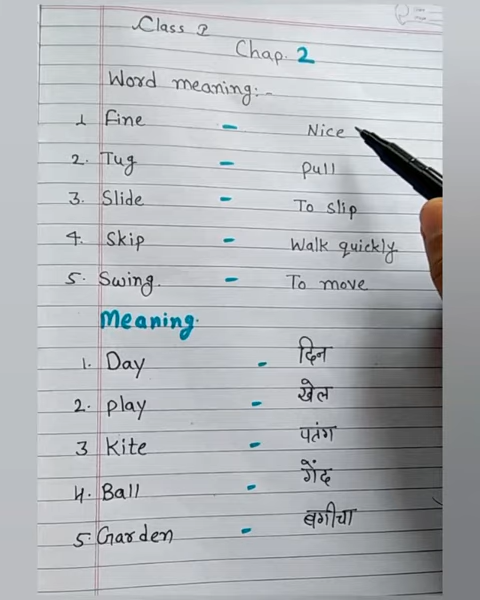 Class 2
Chap. 2
Word meaning:-
1 Fine - Nice
2. Tug - pull
3. Slide - To slip
4. Skip - Walk quickly
5. Swing. - To move
Meaning.
1. Day - दिन
2. play - खेल
3 Kite - पतंग
4. Ball - गेंद
5. Garden - बगीचा